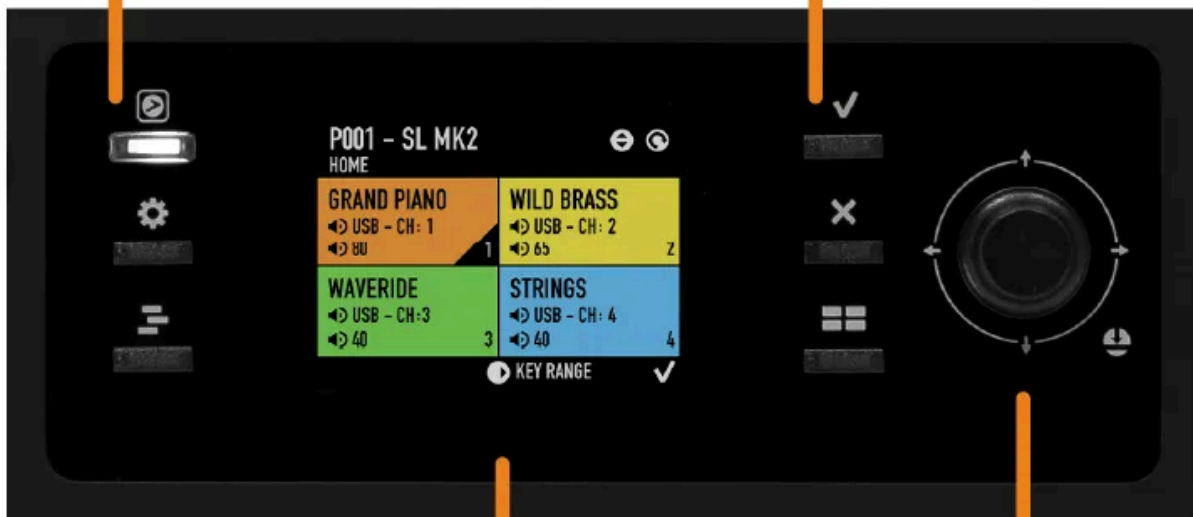 P001 - SL MK2
HOME
GRAND PIANO
USB - CH: 1
80
1
WILD BRASS
USB - CH: 2
65
2
WAVERIDE
USB - CH:3
40
3
STRINGS
USB - CH: 4
40
4
KEY RANGE